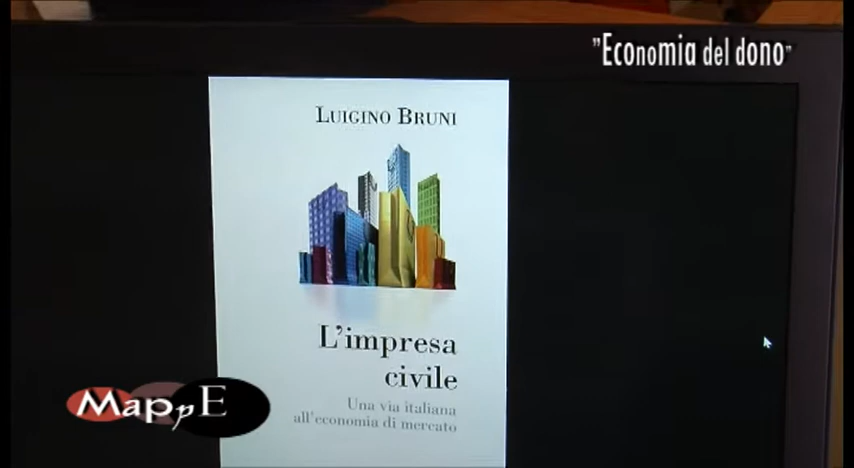 "Economia del dono"
LUIGINO BRUNI
L'impresa
civile
Una via italiana
all'economia di mercato
MappE